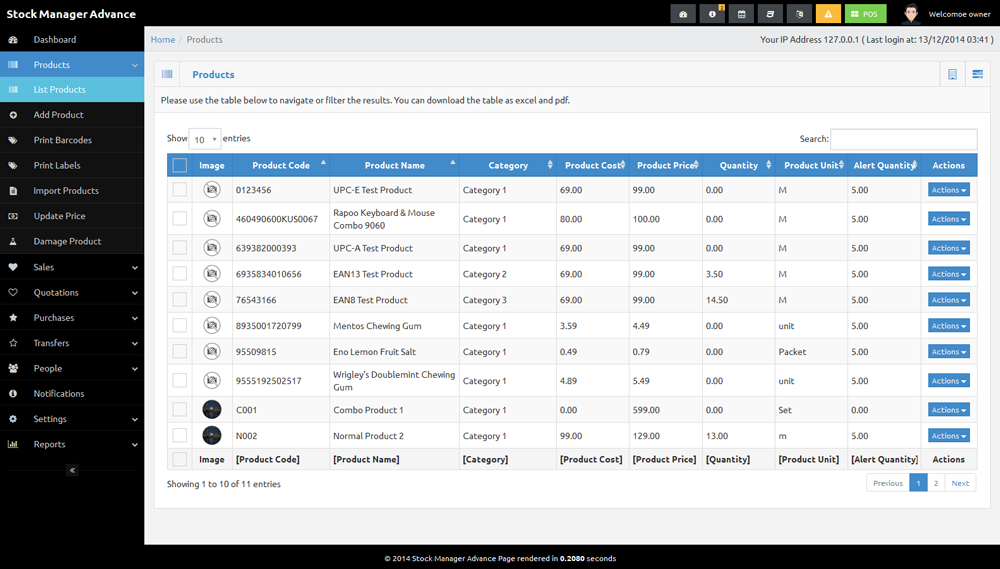 Stock Manager Advance
2
POS
Welcomoe owner
Dashboard
Products
List Products
Add Product
Print Barcodes
Print Labels
Import Products
Update Price
Damage Product
Sales
Quotations
Purchases
Transfers
People
Notifications
Settings
Reports
Home / Products
Your IP Address 127.0.0.1 ( Last login at: 13/12/2014 03:41 )
Products
Please use the table below to navigate or filter the results. You can download the table as excel and pdf.
Show 10 entries
Search:
Image Product Code Product Name Category Product Cost Product Price Quantity Product Unit Alert Quantity Actions
0123456 UPC-E Test Product Category 1 69.00 99.00 0.00 M 5.00 Actions
460490600KUS0067 Rapoo Keyboard & Mouse Category 1 80.00 100.00 0.00 M 5.00 Actions
Combo 9060
639382000393 UPC-A Test Product Category 1 69.00 99.00 0.00 M 5.00 Actions
6935834010656 EAN13 Test Product Category 2 69.00 99.00 3.50 M 5.00 Actions
76543166 EAN8 Test Product Category 3 69.00 99.00 14.50 M 5.00 Actions
8935001720799 Mentos Chewing Gum Category 1 3.59 4.49 0.00 unit 5.00 Actions
95509815 Eno Lemon Fruit Salt Category 1 0.49 0.79 0.00 Packet 5.00 Actions
9555192502517 Wrigley's Doublemint Chewing Category 1 4.89 5.49 0.00 unit 5.00 Actions
Gum
C001 Combo Product 1 Category 1 0.00 599.00 0.00 Set 0.00 Actions
N002 Normal Product 2 Category 1 99.00 129.00 13.00 m 5.00 Actions
Image [Product Code] [Product Name] [Category] [Product Cost] [Product Price] [Quantity] [Product Unit] [Alert Quantity] Actions
Showing 1 to 10 of 11 entries
Previous 1 2 Next
© 2014 Stock Manager Advance Page rendered in 0.2080 seconds